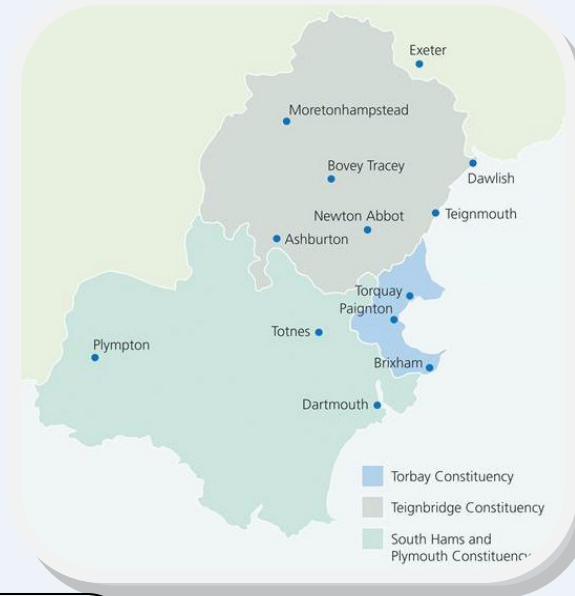 Exeter
Moretonhampstead
Bovey Tracey
Dawlish
Newton Abbot
Teignmouth
Ashburton
Torquay
Paignton
Totnes
Plympton
Brixham
Dartmouth
Torbay Constituency
Teignbridge Constituency
South Hams and
Plymouth Constituency